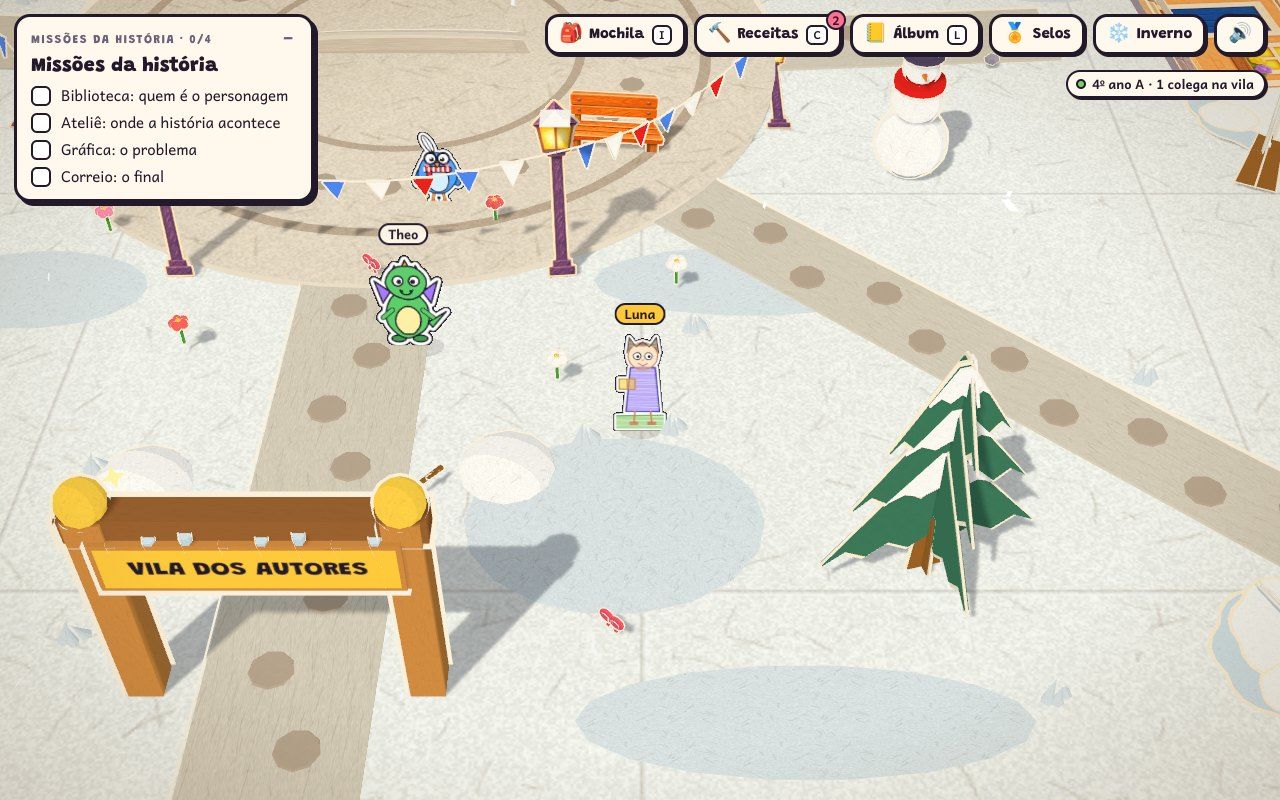 MISSÕES DA HISTÓRIA · 0/4
Missões da história
Biblioteca: quem é o personagem
Ateliê: onde a história acontece
Gráfica: o problema
Correio: o final
Mochila I
Receitas C 2
Álbum L
Selos
Inverno
4º ano A · 1 colega na vila
Theo
Luna
VILA DOS AUTORES